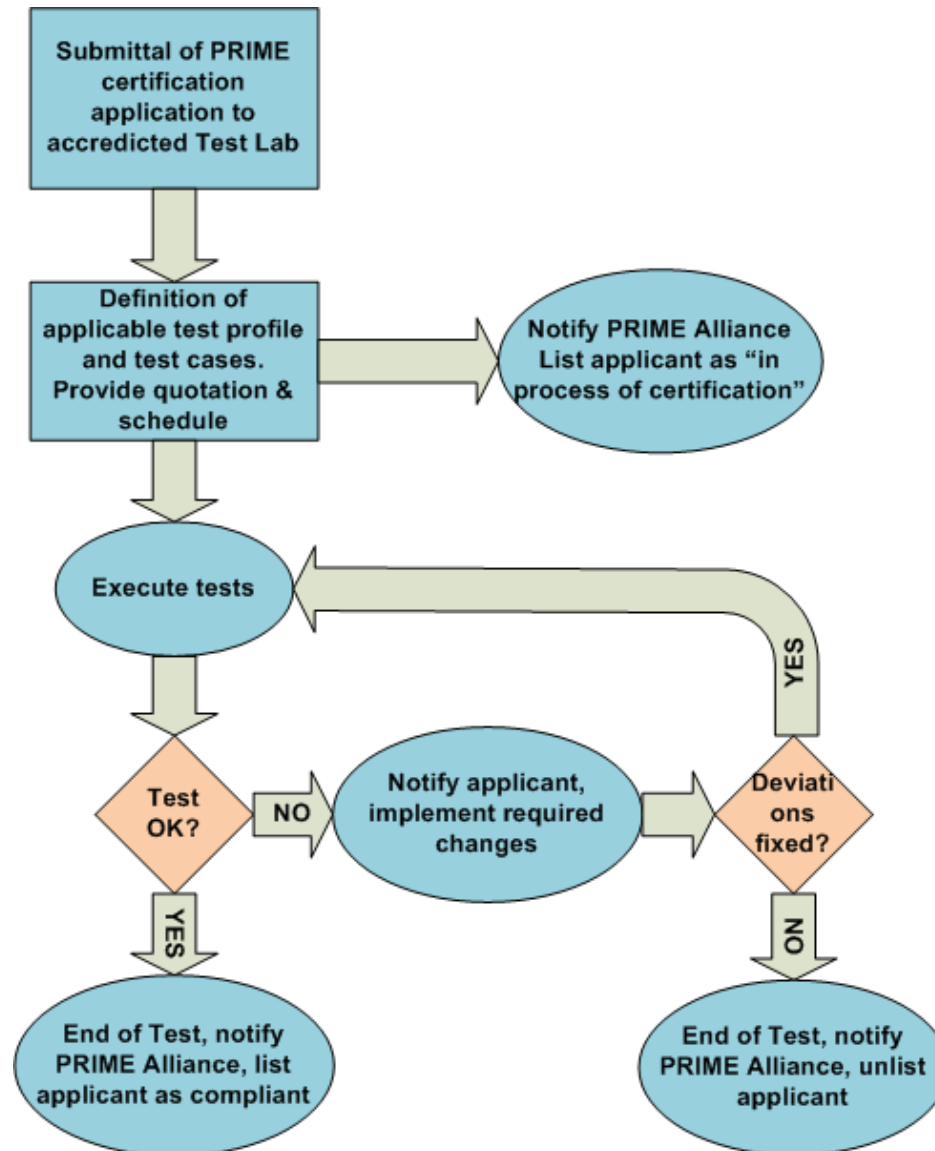 Submittal of PRIME
certification
application to
accredicted Test Lab
Definition of
applicable test profile
and test cases.
Provide quotation &
schedule
Notify PRIME Alliance
List applicant as “in
process of certification”
Execute tests
YES
Test
OK?
NO
Notify applicant,
implement required
changes
Deviati
ons
fixed?
YES
NO
End of Test, notify
PRIME Alliance, list
applicant as compliant
End of Test, notify
PRIME Alliance, unlist
applicant